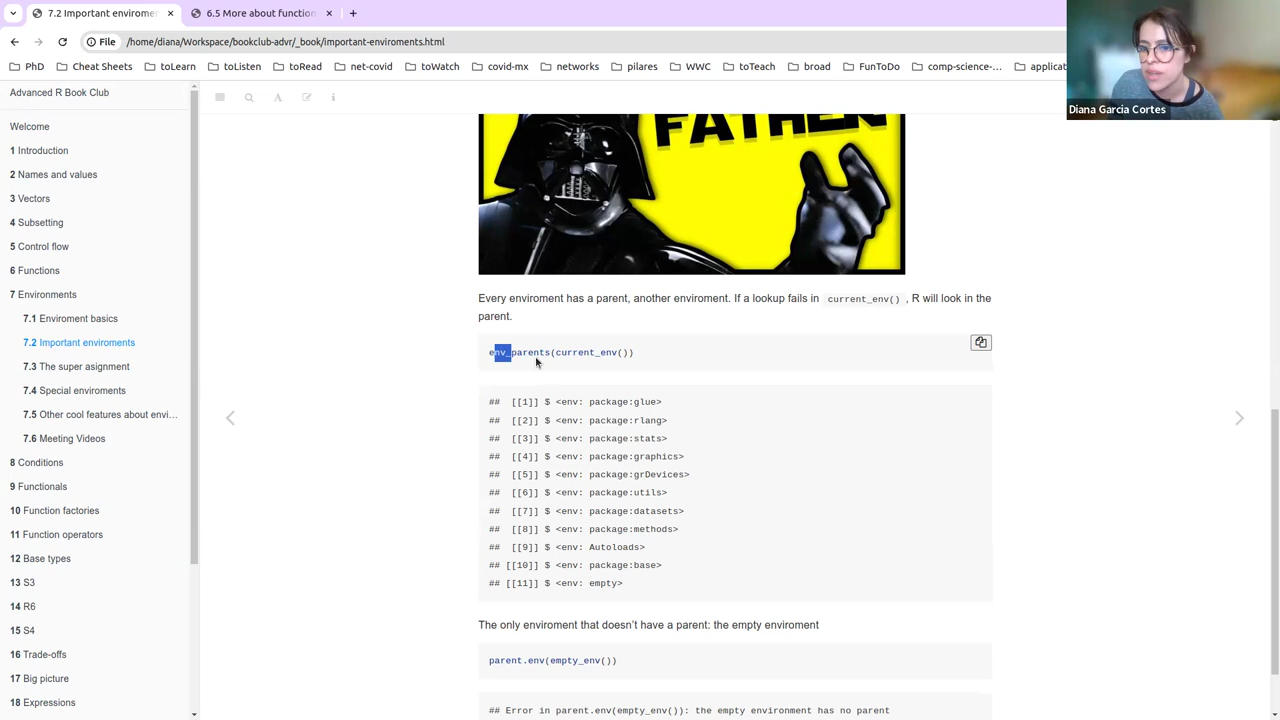 7.2 Important enviromer
6.5 More about function
File
/home/diana/Workspace/bookclub-advr/_book/important-enviroments.html
PhD
Cheat Sheets
toLearn
toListen
toRead
net-covid
toWatch
covid-mx
networks
pilares
WWC
toTeach
broad
FunToDo
comp-science-...
applicat
Diana Garcia Cortes
Advanced R Book Club
Welcome
1 Introduction
2 Names and values
3 Vectors
4 Subsetting
5 Control flow
6 Functions
7 Environments
7.1 Enviroment basics
7.2 Important enviroments
7.3 The super asignment
7.4 Special enviroments
7.5 Other cool features about envi...
7.6 Meeting Videos
8 Conditions
9 Functionals
10 Function factories
11 Function operators
12 Base types
13 S3
14 R6
15 S4
16 Trade-offs
17 Big picture
18 Expressions
FATHER
Every enviroment has a parent, another enviroment. If a lookup fails in current_env() , R will look in the
parent.
env_parents(current_env())
##  [[1]] $ <env: package:glue>
##  [[2]] $ <env: package:rlang>
##  [[3]] $ <env: package:stats>
##  [[4]] $ <env: package:graphics>
##  [[5]] $ <env: package:grDevices>
##  [[6]] $ <env: package:utils>
##  [[7]] $ <env: package:datasets>
##  [[8]] $ <env: package:methods>
##  [[9]] $ <env: Autoloads>
## [[10]] $ <env: package:base>
## [[11]] $ <env: empty>
The only enviroment that doesn't have a parent: the empty enviroment
parent.env(empty_env())
## Error in parent.env(empty_env()): the empty environment has no parent